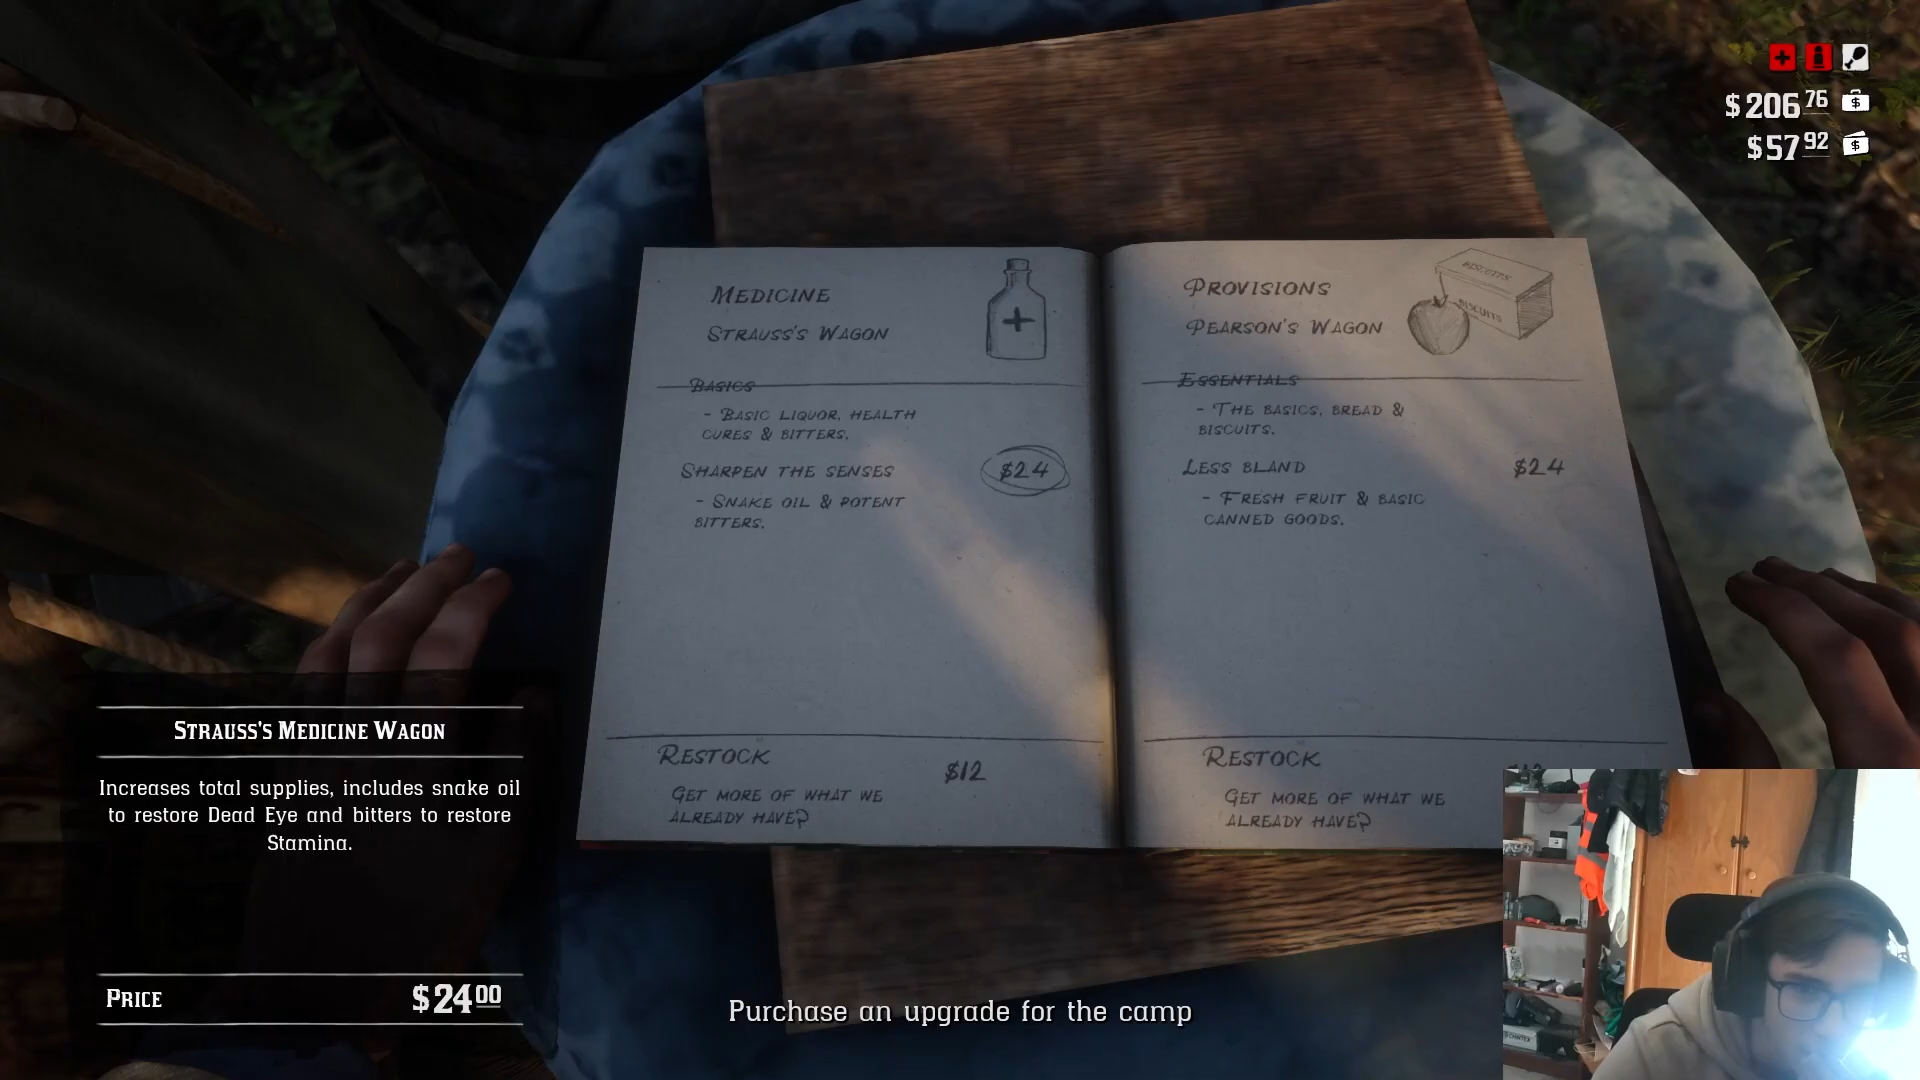 $206 76
$57 92
MEDICINE
STRAUSS'S WAGON
BASICS
- BASIC LIQUOR, HEALTH
CURES & BITTERS.
SHARPEN THE SENSES $24
- SNAKE OIL & POTENT
BITTERS.
RESTOCK $12
GET MORE OF WHAT WE
ALREADY HAVE?
PROVISIONS
PEARSON'S WAGON
BISCUITS
BISCUITS
ESSENTIALS
- THE BASICS, BREAD &
BISCUITS.
LESS BLAND $24
- FRESH FRUIT & BASIC
CANNED GOODS.
RESTOCK
GET MORE OF WHAT WE
ALREADY HAVE?
STRAUSS'S MEDICINE WAGON
Increases total supplies, includes snake oil
to restore Dead Eye and bitters to restore
Stamina.
PRICE $24 00
Purchase an upgrade for the camp